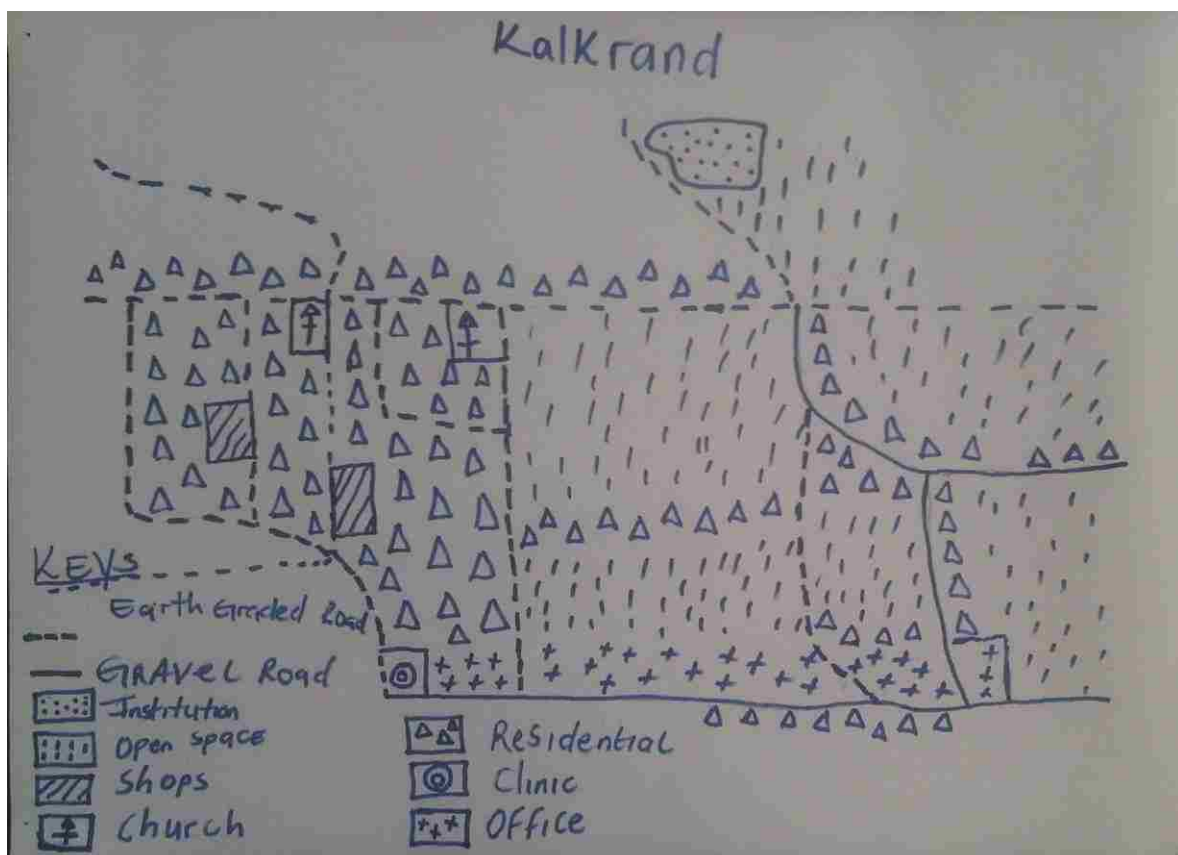 Kalkrand
KEYS
Earth Graded Road
GRAVEL Road
Institution
Open space
Shops
Church
Residential
Clinic
OFFICE